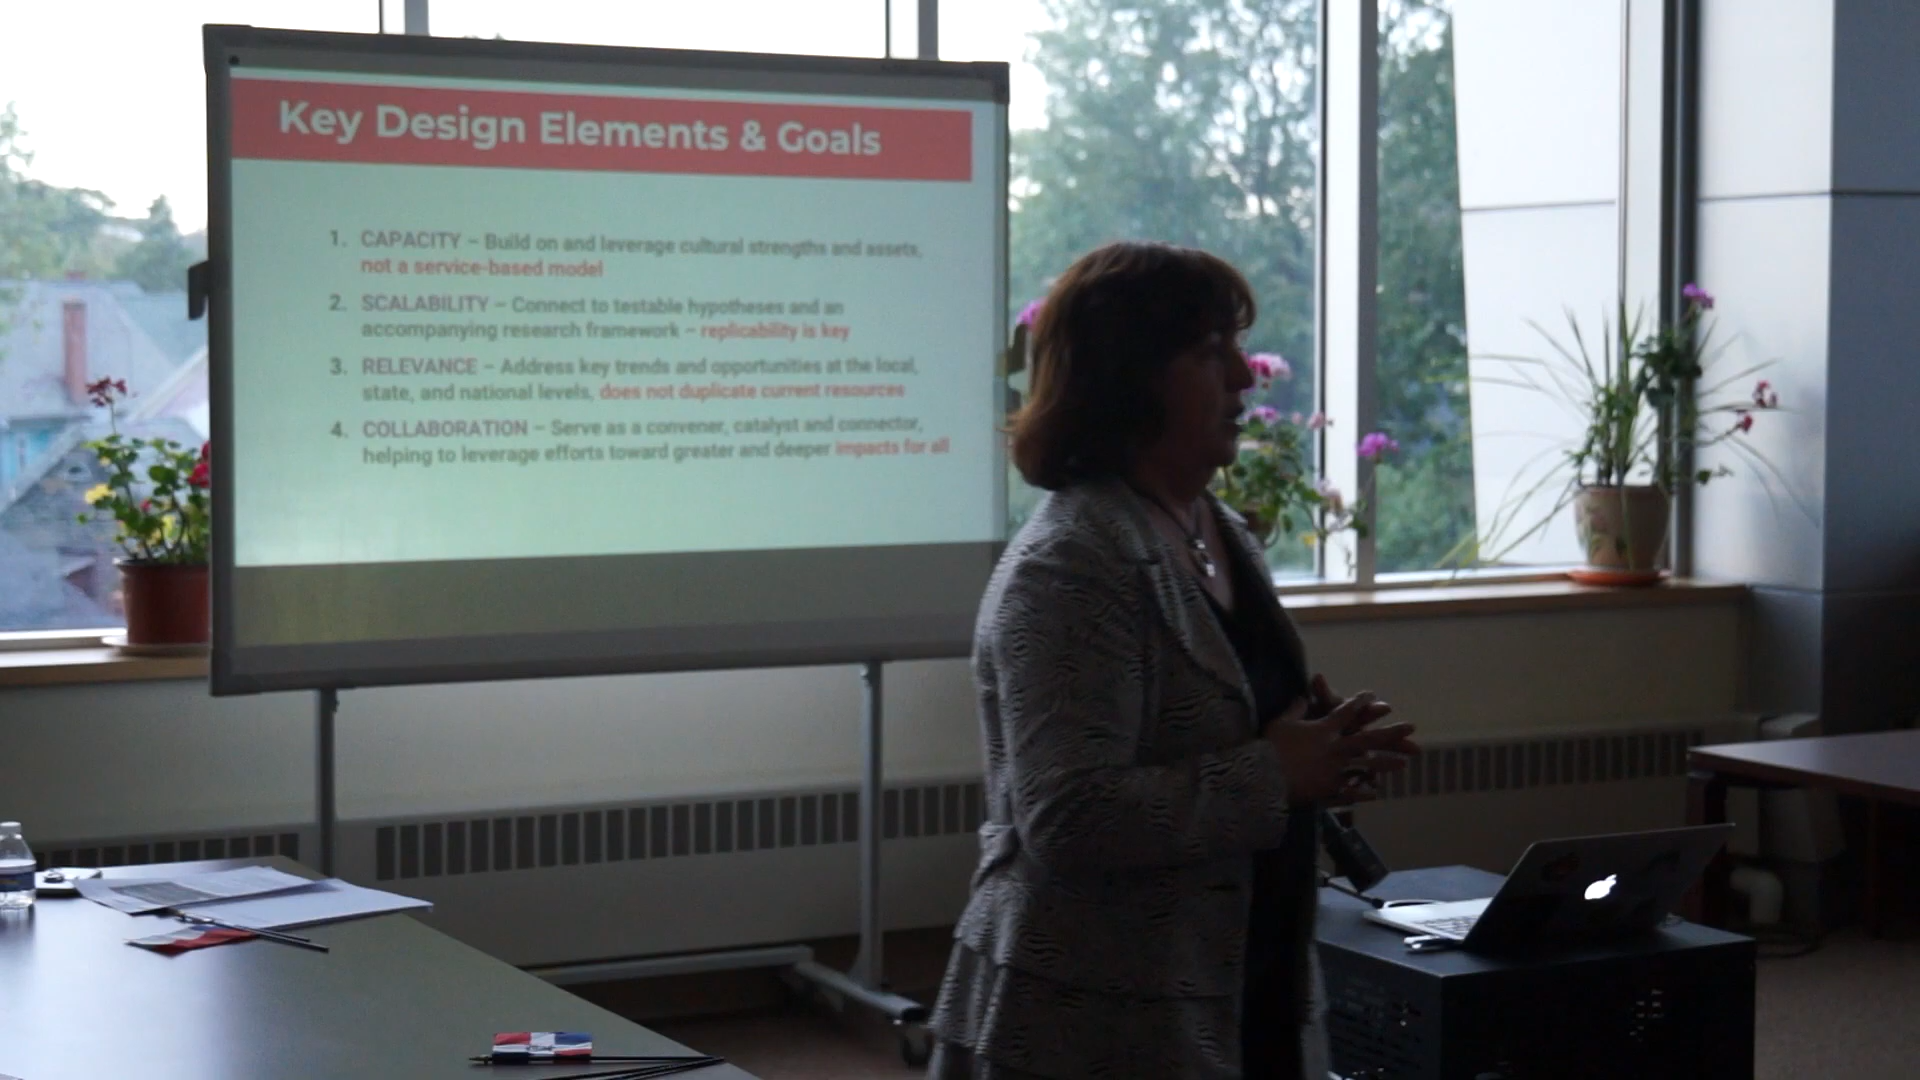 Key Design Elements & Goals
1. CAPACITY – Build on and leverage cultural strengths and assets,
not a service-based model
2. SCALABILITY – Connect to testable hypotheses and an
accompanying research framework – replicability is key
3. RELEVANCE – Address key trends and opportunities at the local,
state, and national levels, does not duplicate current resources
4. COLLABORATION – Serve as a convener, catalyst and connector,
helping to leverage efforts toward greater and deeper impacts for all